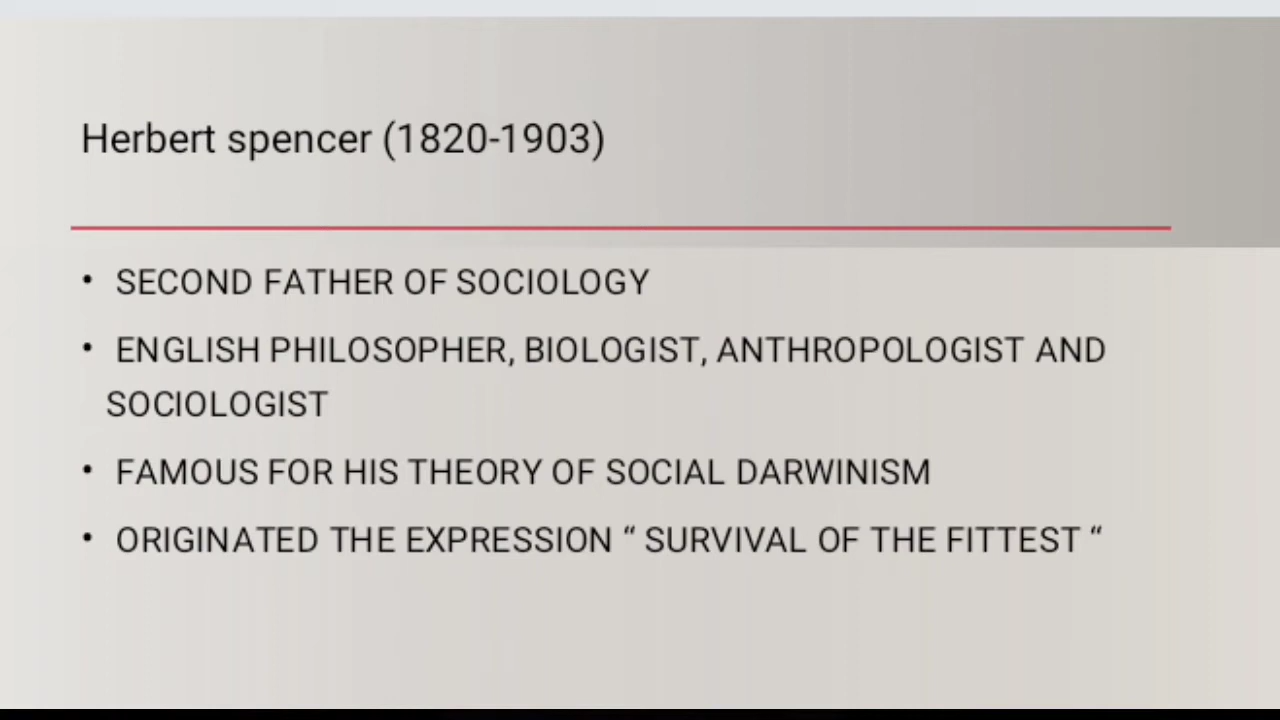 Herbert spencer (1820-1903)
• SECOND FATHER OF SOCIOLOGY
• ENGLISH PHILOSOPHER, BIOLOGIST, ANTHROPOLOGIST AND
SOCIOLOGIST
• FAMOUS FOR HIS THEORY OF SOCIAL DARWINISM
• ORIGINATED THE EXPRESSION “ SURVIVAL OF THE FITTEST “